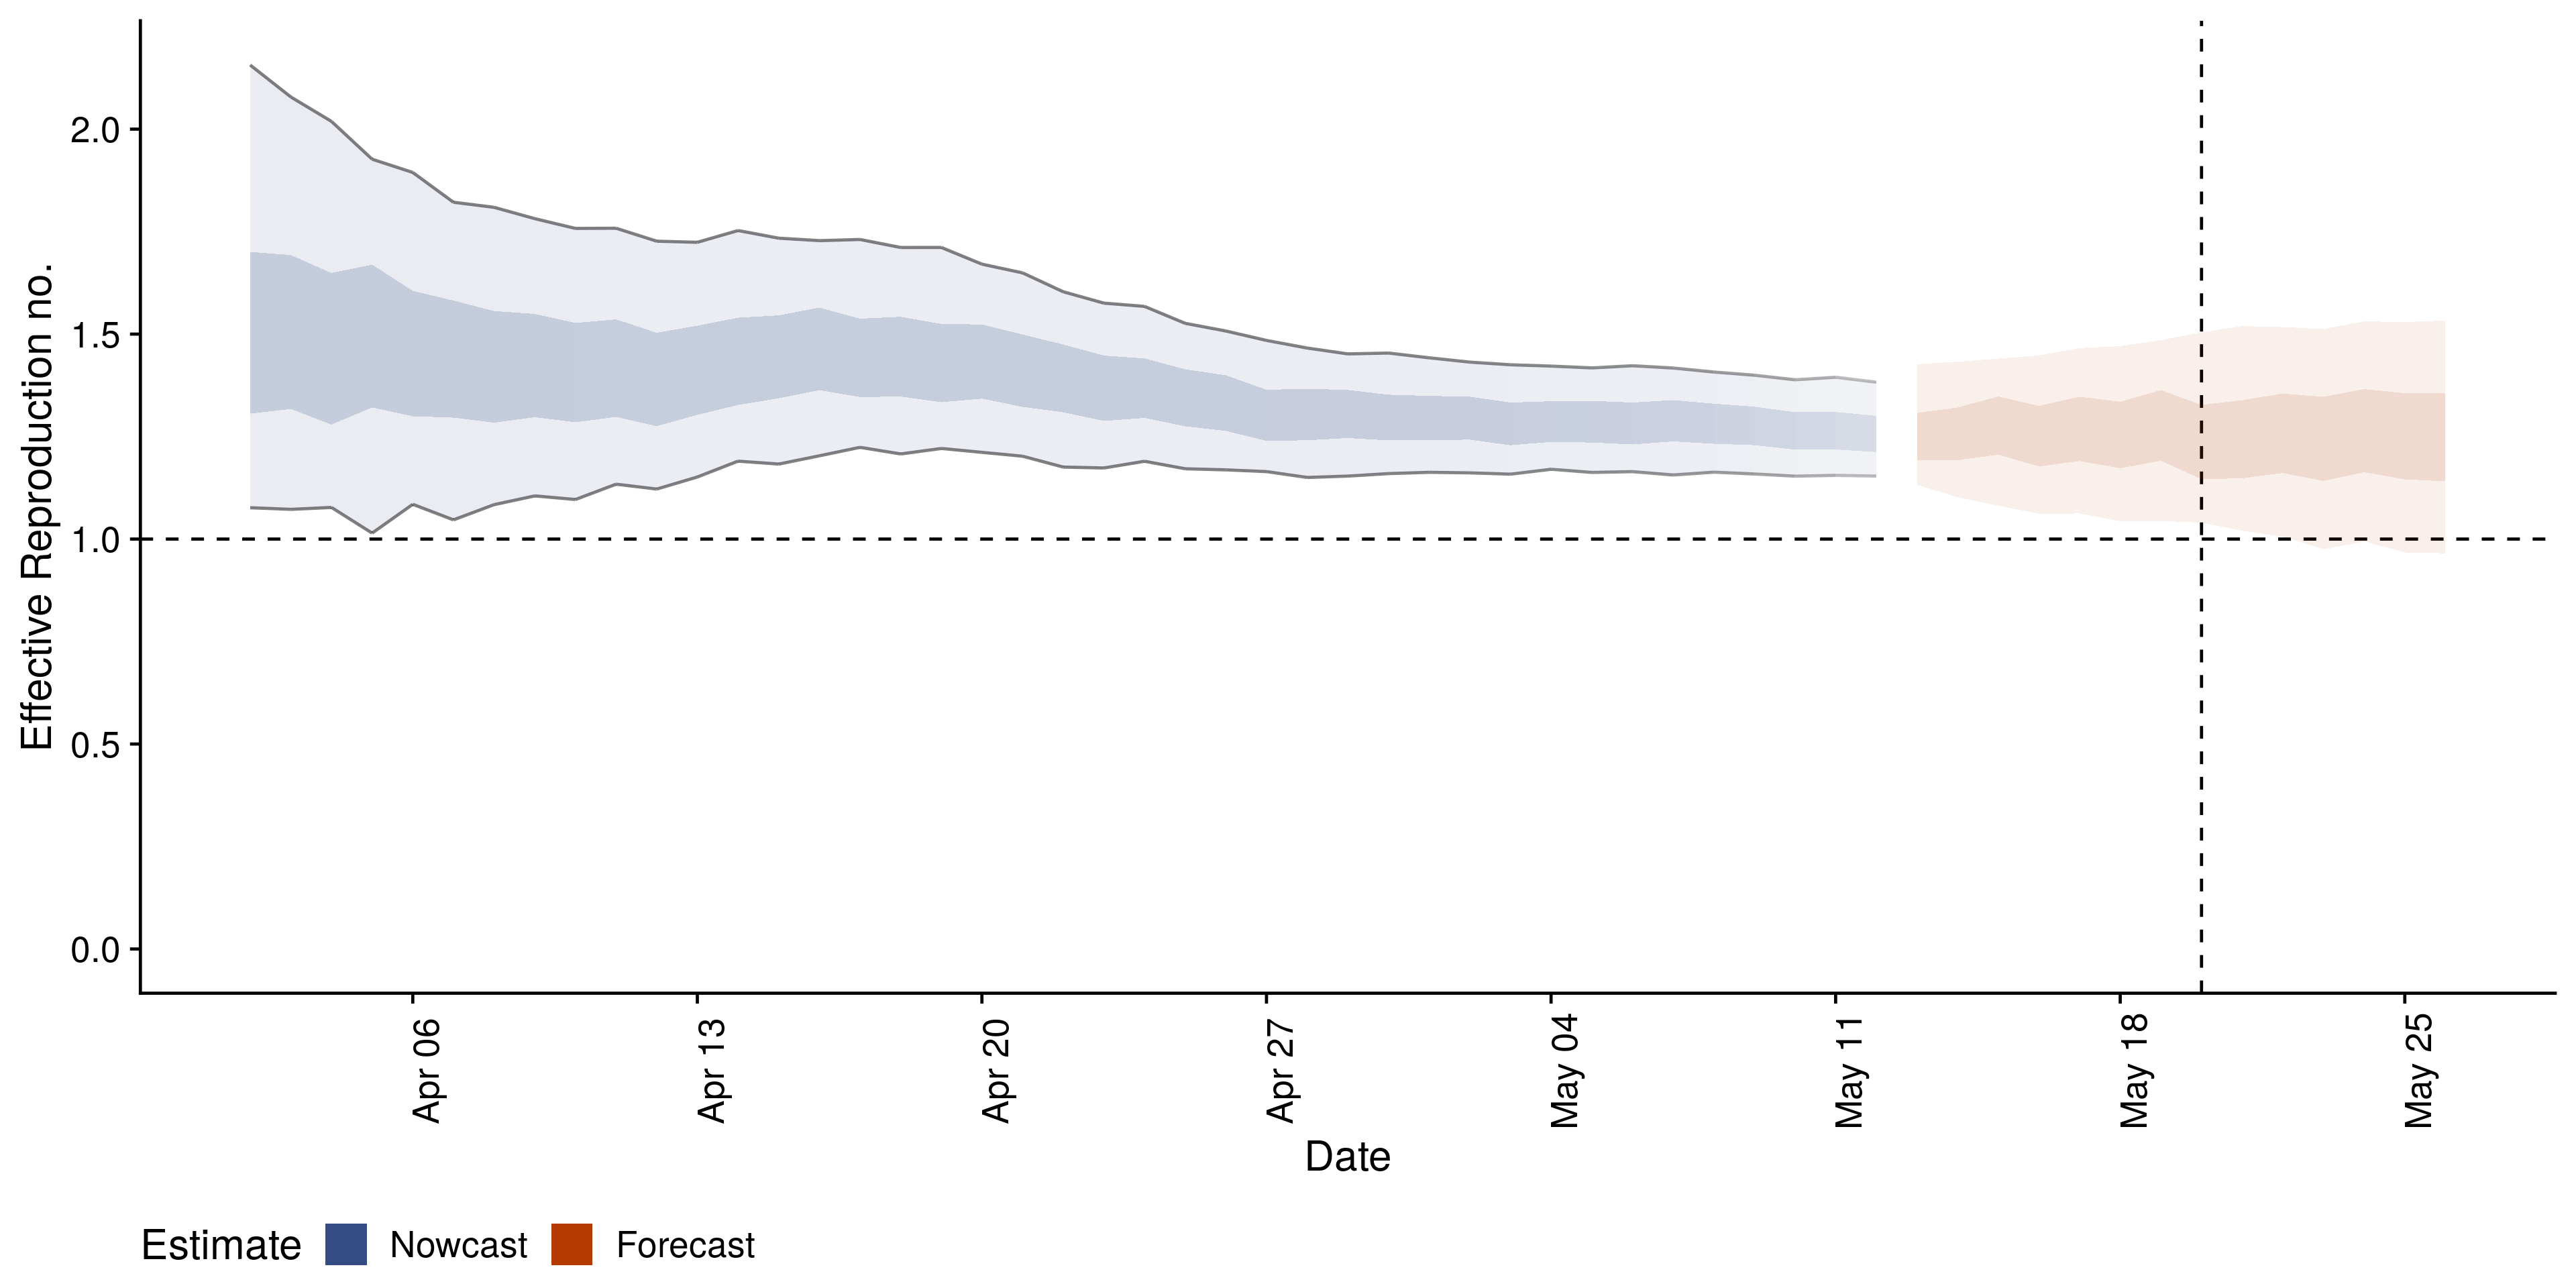 Effective Reproduction no.
2.0
1.5
1.0
0.5
0.0
Apr 06
Apr 13
Apr 20
Apr 27
May 04
May 11
May 18
May 25
Date
Estimate Nowcast Forecast